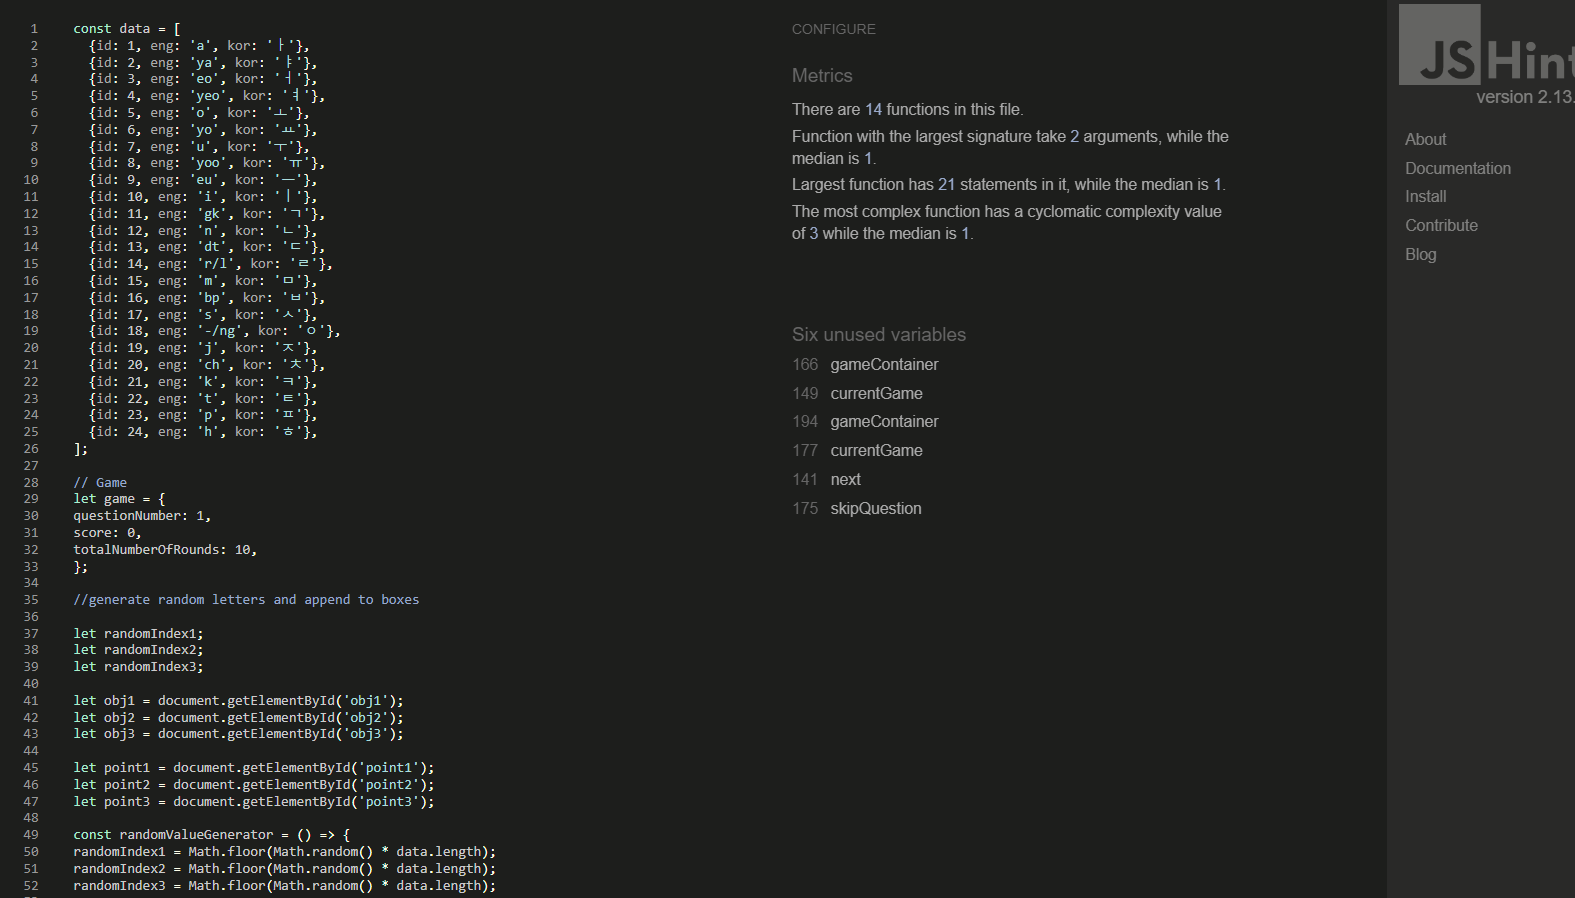 1 const data = [
2 {id: 1, eng: 'a', kor: 'ㅏ'},
3 {id: 2, eng: 'ya', kor: 'ㅑ'},
4 {id: 3, eng: 'eo', kor: 'ㅓ'},
5 {id: 4, eng: 'yeo', kor: 'ㅕ'},
6 {id: 5, eng: 'o', kor: 'ㅗ'},
7 {id: 6, eng: 'yo', kor: 'ㅛ'},
8 {id: 7, eng: 'u', kor: 'ㅜ'},
9 {id: 8, eng: 'yoo', kor: 'ㅠ'},
10 {id: 9, eng: 'eu', kor: 'ㅡ'},
11 {id: 10, eng: 'i', kor: 'ㅣ'},
12 {id: 11, eng: 'gk', kor: 'ㄱ'},
13 {id: 12, eng: 'n', kor: 'ㄴ'},
14 {id: 13, eng: 'dt', kor: 'ㄷ'},
15 {id: 14, eng: 'r/l', kor: 'ㄹ'},
16 {id: 15, eng: 'm', kor: 'ㅁ'},
17 {id: 16, eng: 'bp', kor: 'ㅂ'},
18 {id: 17, eng: 's', kor: 'ㅅ'},
19 {id: 18, eng: '-/ng', kor: 'ㅇ'},
20 {id: 19, eng: 'j', kor: 'ㅈ'},
21 {id: 20, eng: 'ch', kor: 'ㅊ'},
22 {id: 21, eng: 'k', kor: 'ㅋ'},
23 {id: 22, eng: 't', kor: 'ㅌ'},
24 {id: 23, eng: 'p', kor: 'ㅍ'},
25 {id: 24, eng: 'h', kor: 'ㅎ'},
26 ];
27
28 // Game
29 let game = {
30 questionNumber: 1,
31 score: 0,
32 totalNumberOfRounds: 10,
33 };
34
35 //generate random letters and append to boxes
36
37 let randomIndex1;
38 let randomIndex2;
39 let randomIndex3;
40
41 let obj1 = document.getElementById('obj1');
42 let obj2 = document.getElementById('obj2');
43 let obj3 = document.getElementById('obj3');
44
45 let point1 = document.getElementById('point1');
46 let point2 = document.getElementById('point2');
47 let point3 = document.getElementById('point3');
48
49 const randomValueGenerator = () => {
50 randomIndex1 = Math.floor(Math.random() * data.length);
51 randomIndex2 = Math.floor(Math.random() * data.length);
52 randomIndex3 = Math.floor(Math.random() * data.length);
CONFIGURE
Metrics
There are 14 functions in this file.
Function with the largest signature take 2 arguments, while the
median is 1.
Largest function has 21 statements in it, while the median is 1.
The most complex function has a cyclomatic complexity value
of 3 while the median is 1.
Six unused variables
166 gameContainer
149 currentGame
194 gameContainer
177 currentGame
141 next
175 skipQuestion
JSHint
version 2.13.
About
Documentation
Install
Contribute
Blog